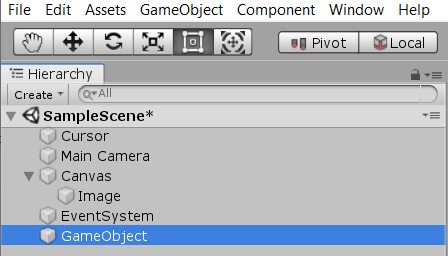 File Edit Assets GameObject Component Window Help
Pivot Local
Hierarchy
Create All
SampleScene*
Cursor
Main Camera
Canvas
Image
EventSystem
GameObject